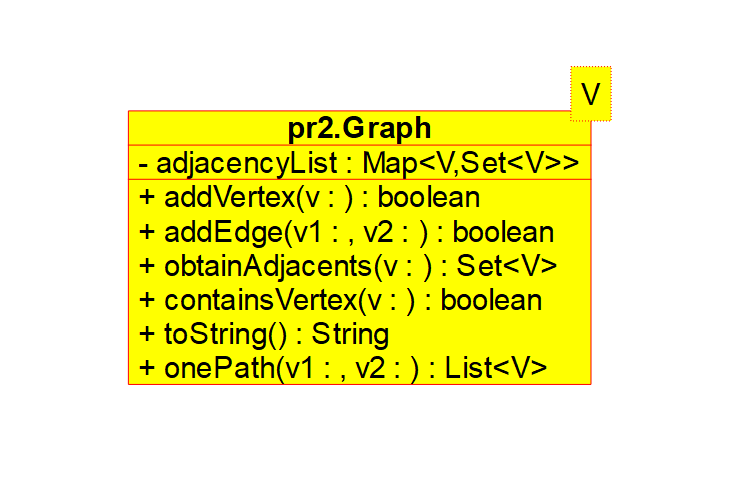 V
pr2.Graph
- adjacencyList : Map<V,Set<V>>
+ addVertex(v : ) : boolean
+ addEdge(v1 : , v2 : ) : boolean
+ obtainAdjacents(v : ) : Set<V>
+ containsVertex(v : ) : boolean
+ toString() : String
+ onePath(v1 : , v2 : ) : List<V>